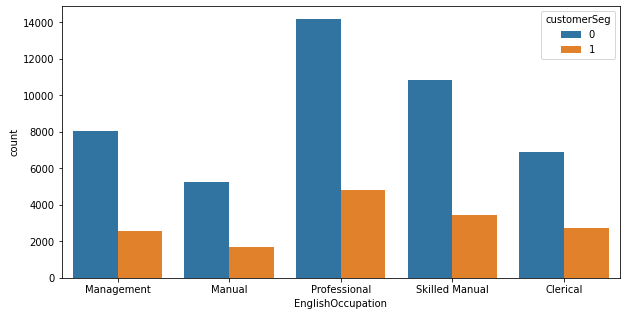 customerSeg
0
1
14000
12000
10000
8000
6000
4000
2000
0
count
Management Manual Professional Skilled Manual Clerical
EnglishOccupation